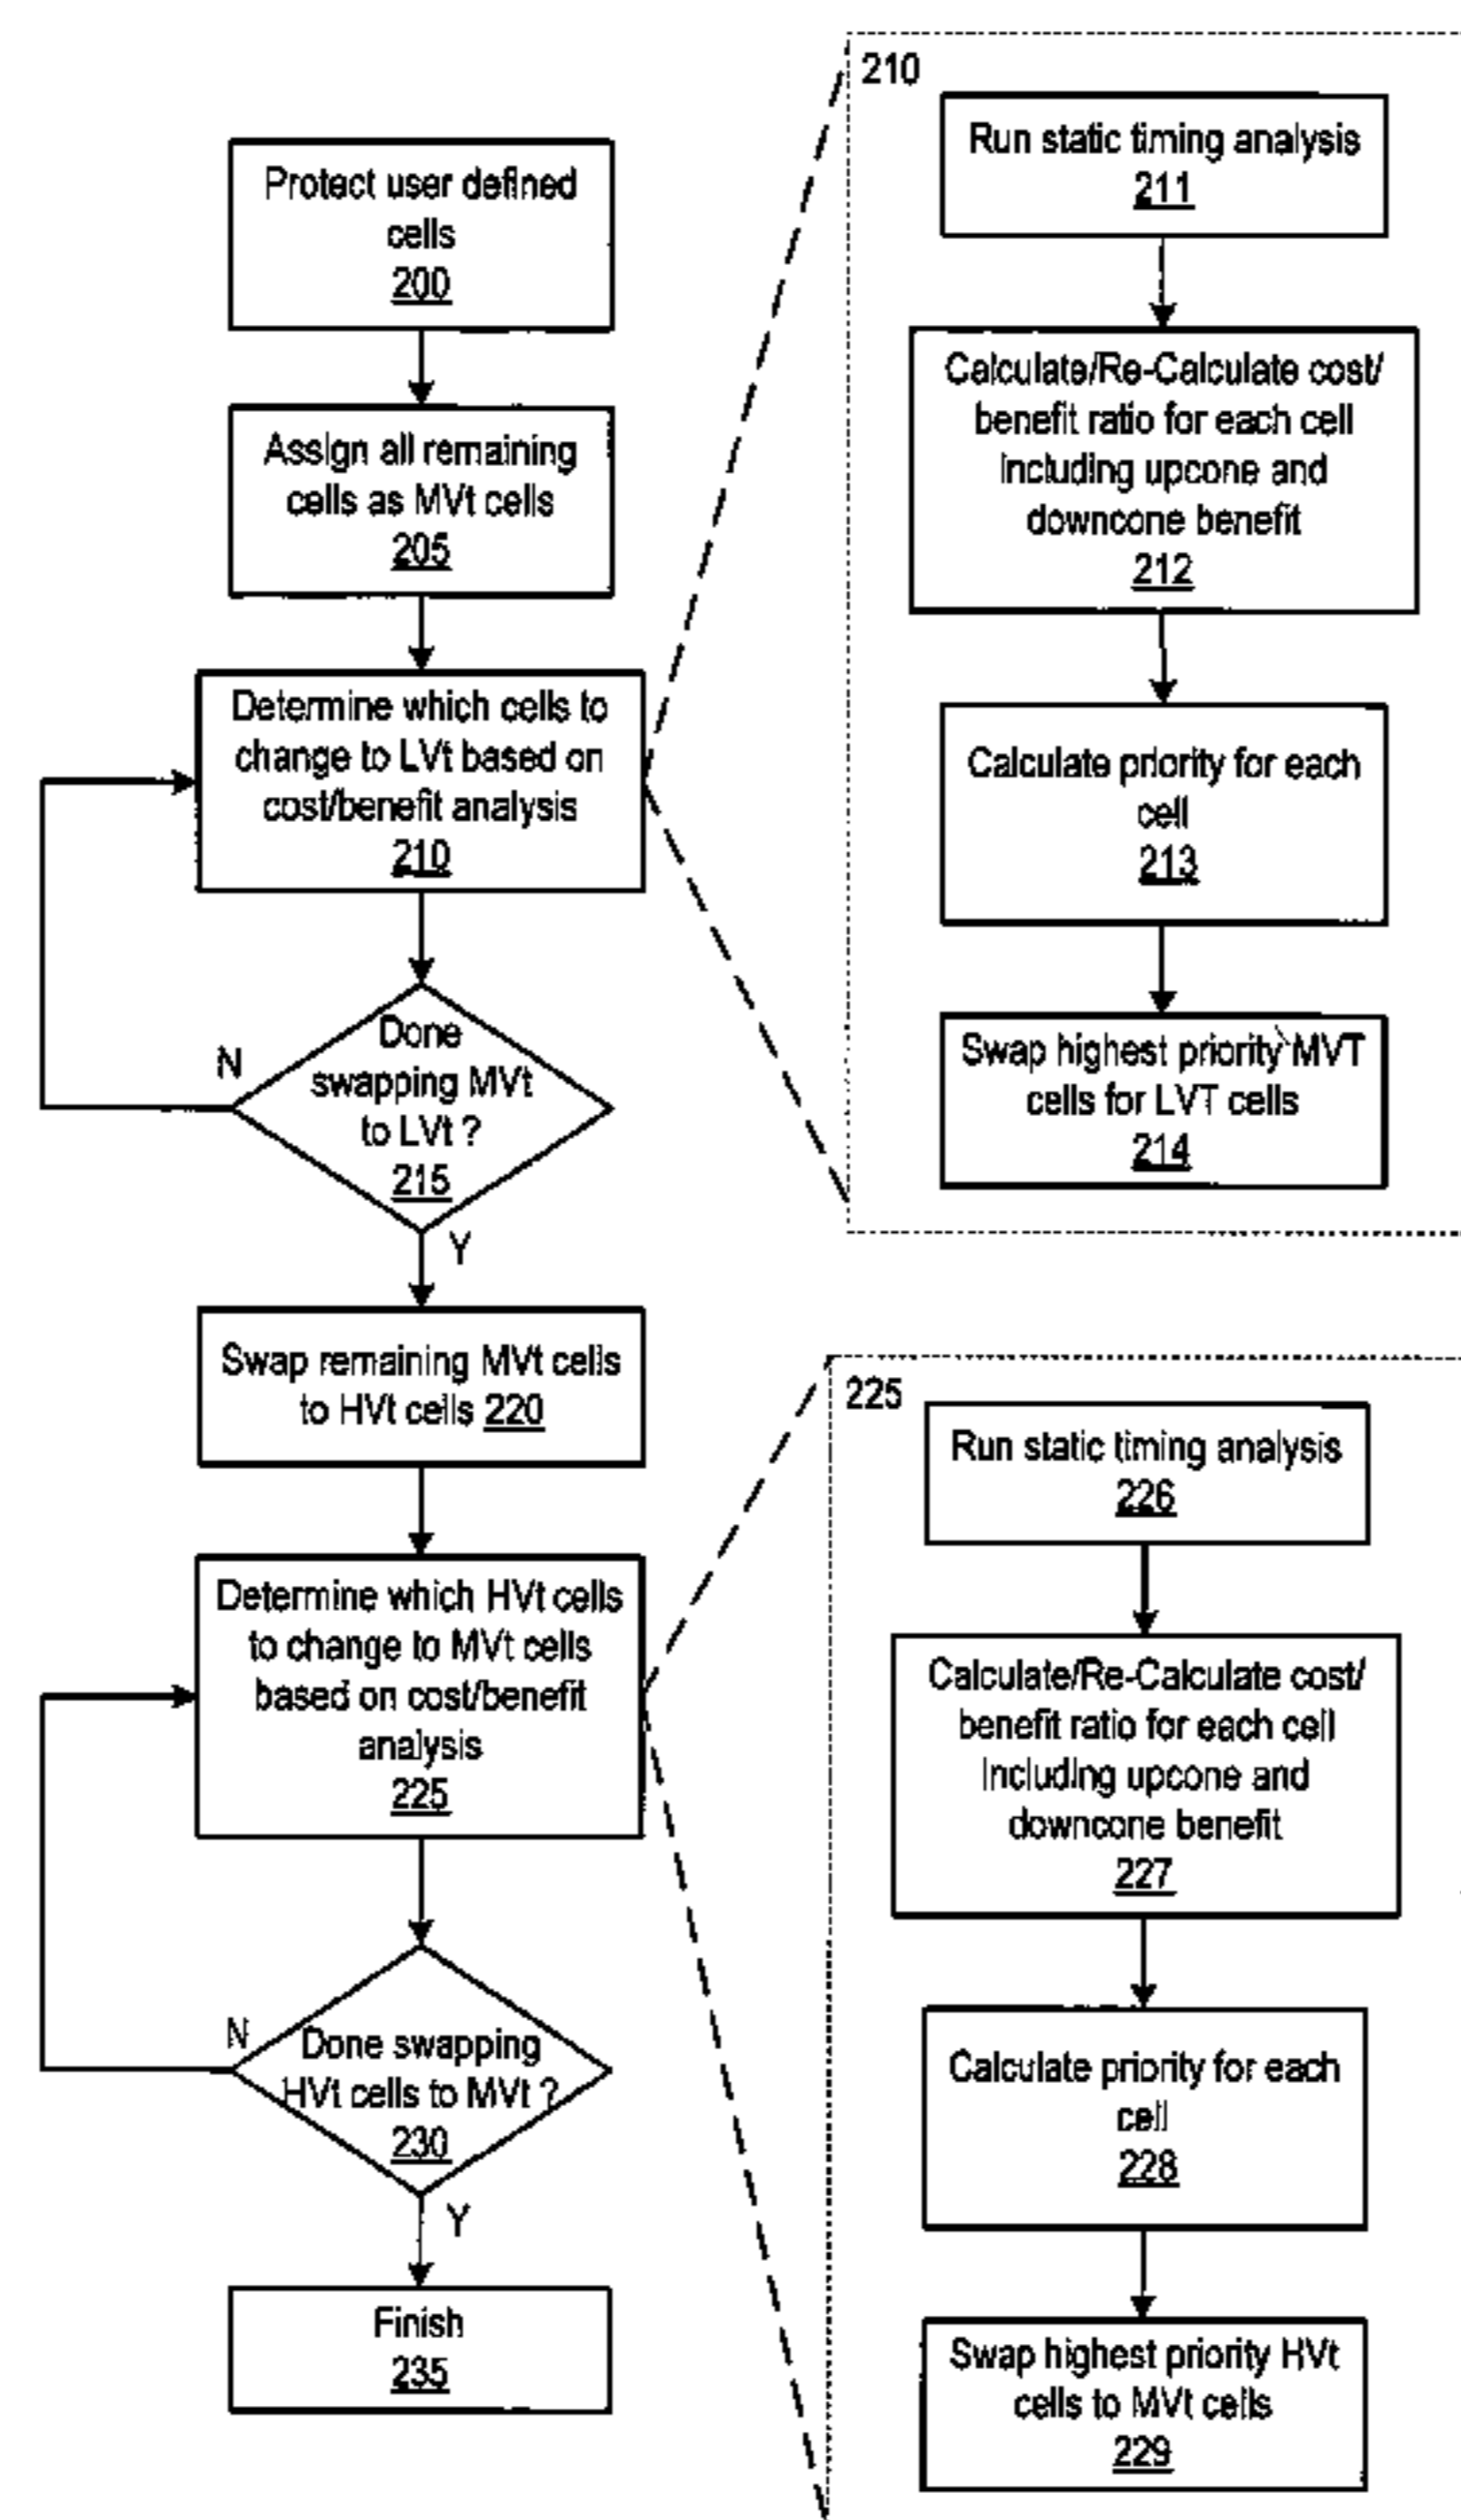 Protect user defined
cells
200
Assign all remaining
cells as MVt cells
205
Determine which cells to
change to LVt based on
cost/benefit analysis
210
Done
swapping MVt
to LVt ?
215
N
Y
Swap remaining MVt cells
to HVt cells 220
Determine which HVt cells
to change to MVt cells
based on cost/benefit
analysis
225
Done swapping
HVt cells to MVt ?
230
N
Y
Finish
235
210
Run static timing analysis
211
Calculate/Re-Calculate cost/
benefit ratio for each cell
including upcone and
downcone benefit
212
Calculate priority for each
cell
213
Swap highest priority MVT
cells for LVT cells
214
225
Run static timing analysis
226
Calculate/Re-Calculate cost/
benefit ratio for each cell
including upcone and
downcone benefit
227
Calculate priority for each
cell
228
Swap highest priority HVt
cells to MVt cells
229